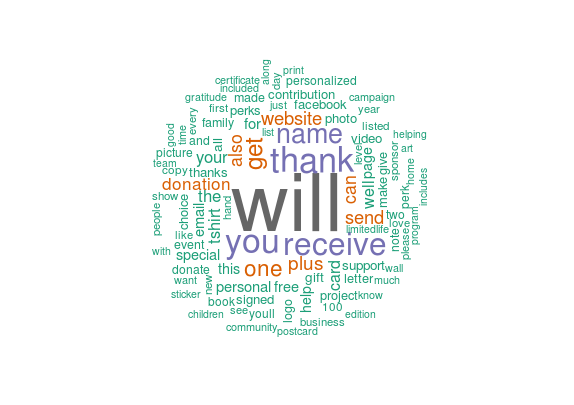 along
print
certificate
day
personalized
included
gratitude
made
contribution
campaign
first
perks
just
facebook
year
every
family
for
website
photo
listed
good
time
and
all
also
get
list
name
video
helping
picture
your
thank
level
page
sponsor
art
team
copy
thanks
well
give
home
donation
can
make
perk
includes
show
the
will
choice
email
hand
send
two
love
program
people
tshirt
limited
life
note
please
event
you
receive
with
special
this
one
plus
card
support
wall
donate
gift
letter
much
want
new
personal
free
help
project
know
sticker
book
signed
logo
100
children
see
youll
business
edition
community
postcard
like